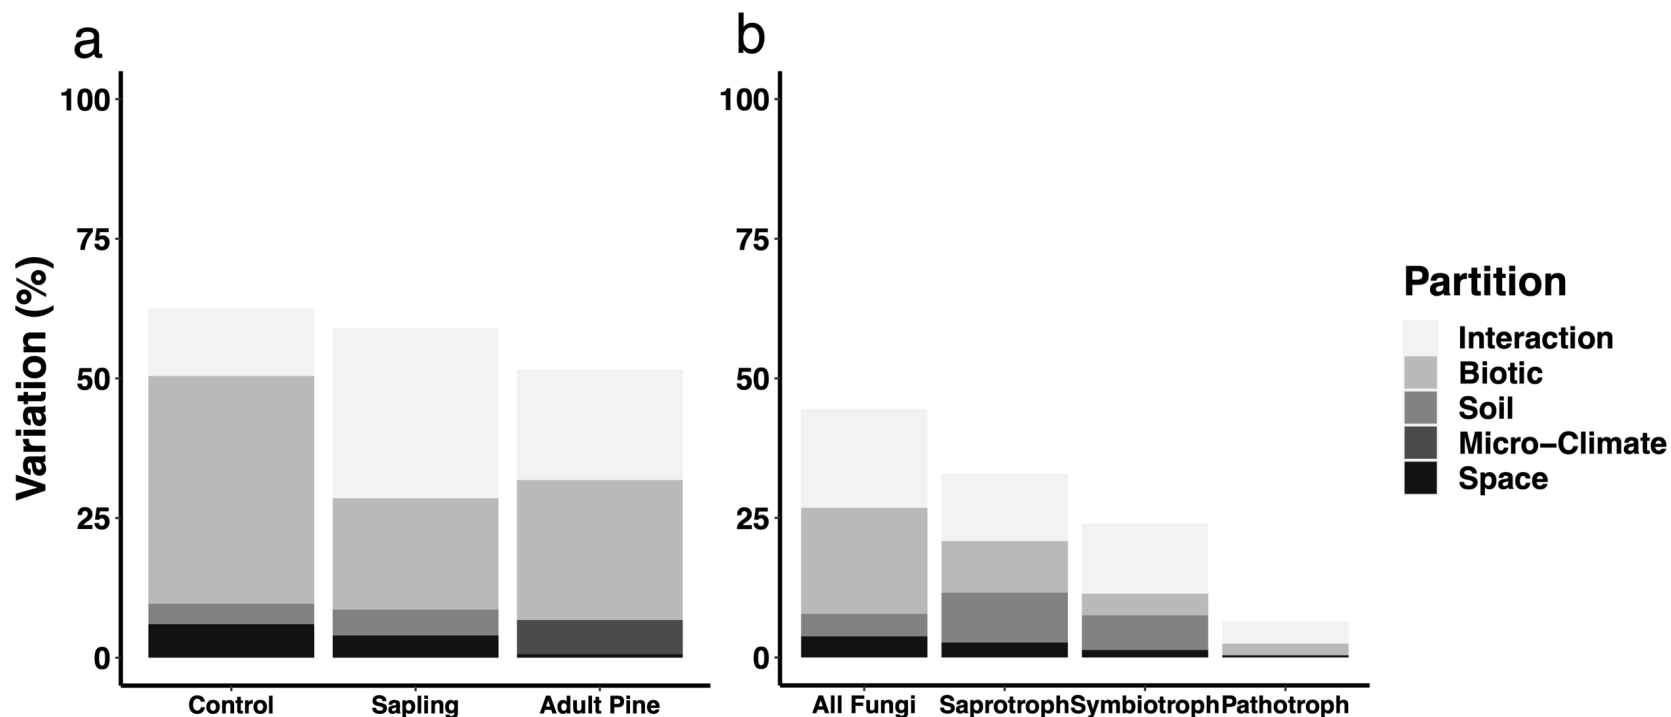 a
b
Variation (%)
100
75
50
25
0
Control Sapling Adult Pine
100
75
50
25
0
All Fungi Saprotroph Symbiotroph Pathotroph
Partition
Interaction
Biotic
Soil
Micro–Climate
Space